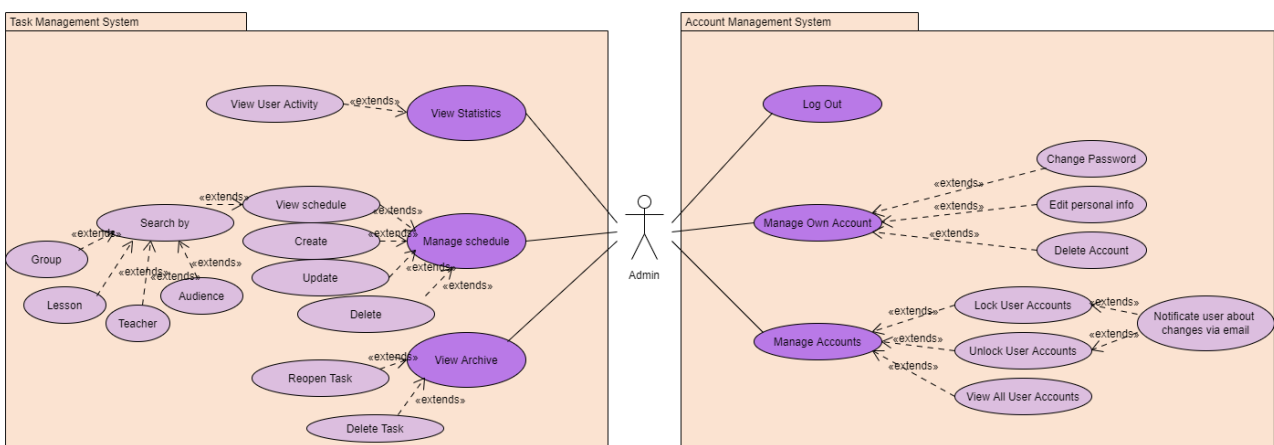 Task Management System
View User Activity
«extends»
View Statistics
«extends»
View schedule
«extends»
Search by
Create
«extends»
Manage schedule
«extends»
Group
Update
«extends»
«extends»
«extends»
«extends»
«extends»
Lesson
Audience
Teacher
Delete
«extends»
«extends»
View Archive
Reopen Task
«extends»
Delete Task
Admin
Account Management System
Log Out
Change Password
«extends»
Edit personal info
«extends»
Manage Own Account
«extends»
Delete Account
Lock User Accounts
«extends»
Notificate user about
changes via email
«extends»
Manage Accounts
«extends»
Unlock User Accounts
«extends»
«extends»
View All User Accounts